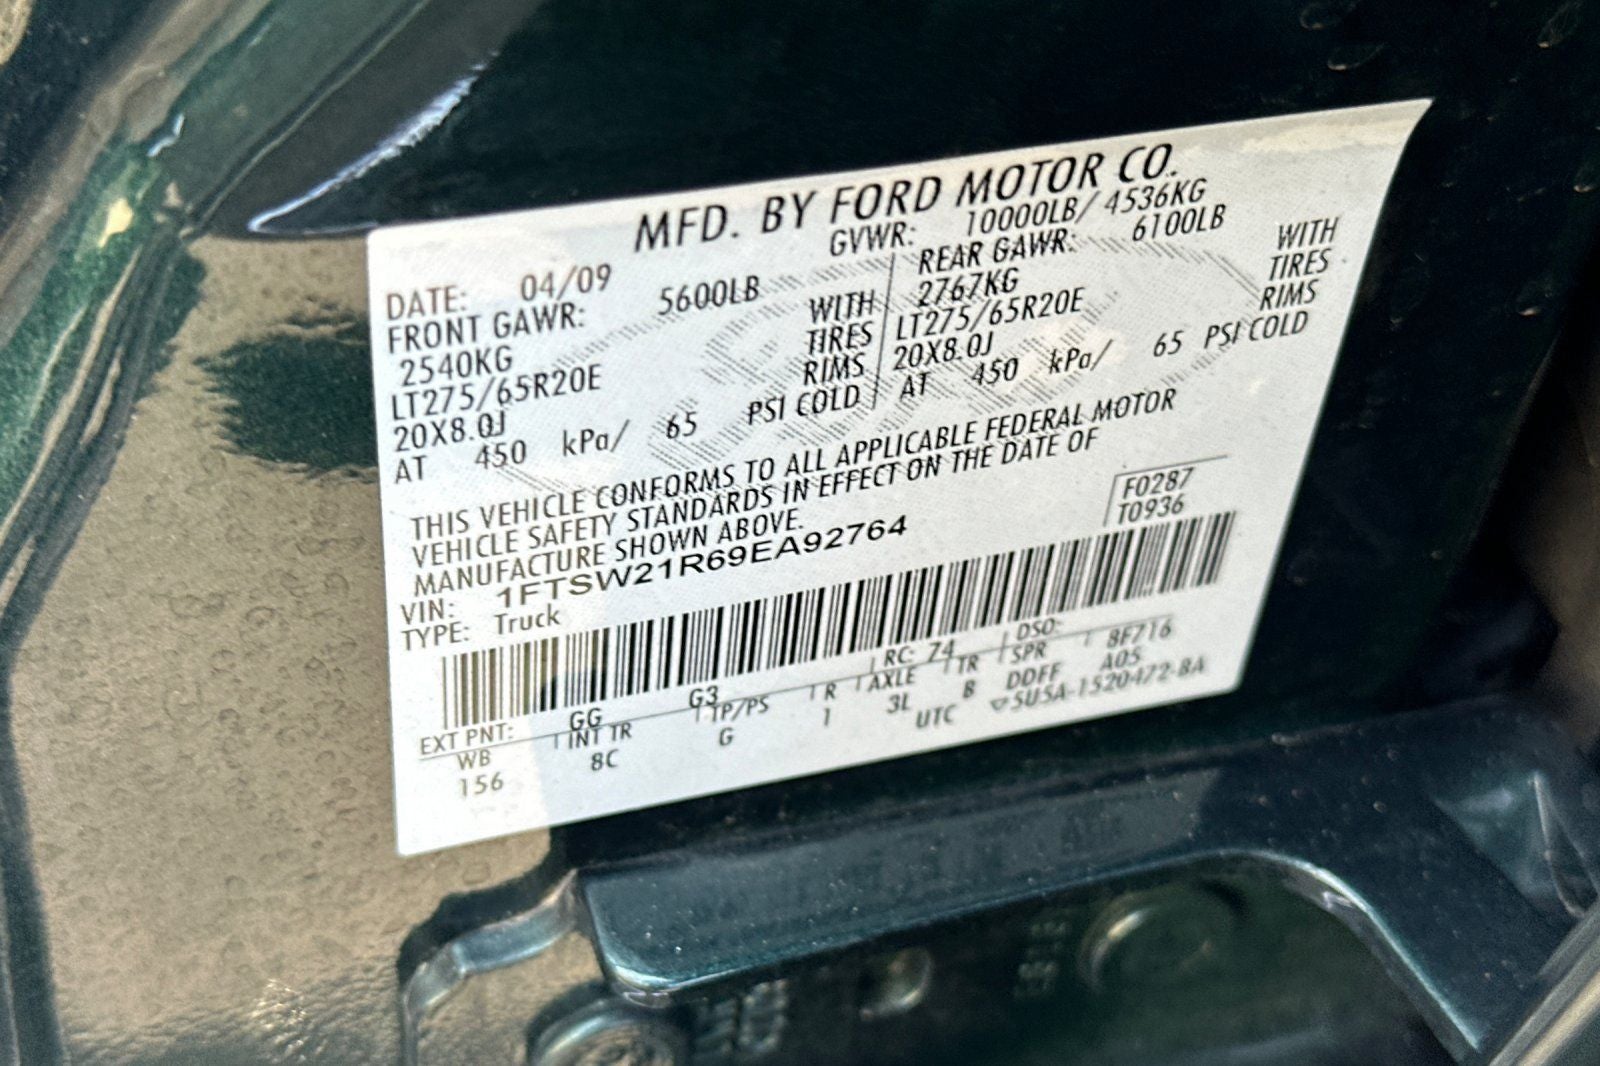 MFD. BY FORD MOTOR CO.
DATE: 04/09 GVWR: 10000LB/ 4536KG
FRONT GAWR: 5600LB REAR GAWR: 6100LB
2540KG WITH 2767KG WITH
LT275/65R20E TIRES LT275/65R20E TIRES
20X8.0J RIMS 20X8.0J RIMS
AT 450 kPa/ 65 PSI COLD AT 450 kPa/ 65 PSI COLD
THIS VEHICLE CONFORMS TO ALL APPLICABLE FEDERAL MOTOR
VEHICLE SAFETY STANDARDS IN EFFECT ON THE DATE OF
MANUFACTURE SHOWN ABOVE.
F0287
T0936
VIN: 1FTSW21R69EA92764
TYPE: Truck
EXT PNT: GG G3 RC: 74 DSO:
WB INT TR TP/PS R AXLE TR SPR 8F716
156 8C G 1 3L B DDFF A05
UTC ▽5U5A-1520472-BA